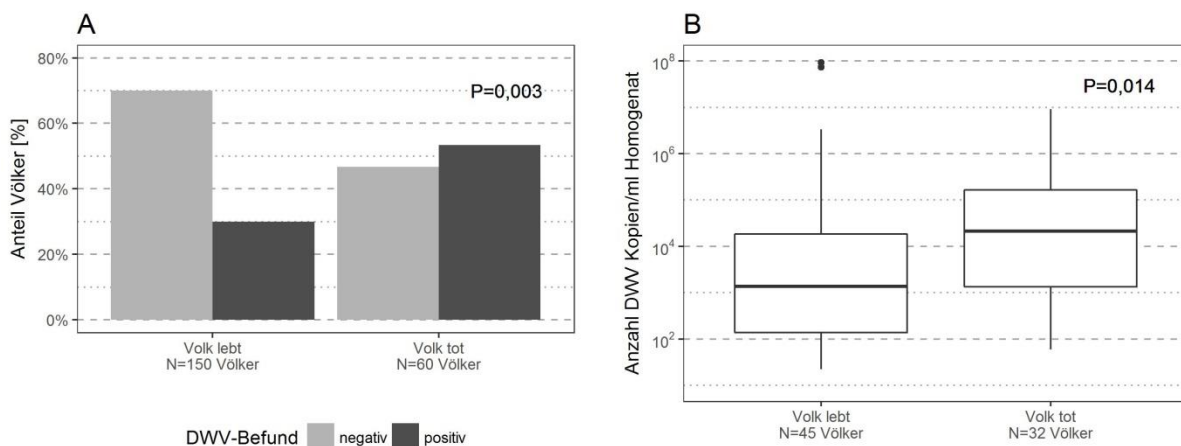 A
Anteil Völker [%]
80%
60%
40%
20%
0%
P=0,003
Volk lebt
N=150 Völker
Volk tot
N=60 Völker
DWV-Befund negativ positiv
B
Anzahl DWV Kopien/ml Homogenat
10⁸
10⁶
10⁴
10²
P=0,014
Volk lebt
N=45 Völker
Volk tot
N=32 Völker